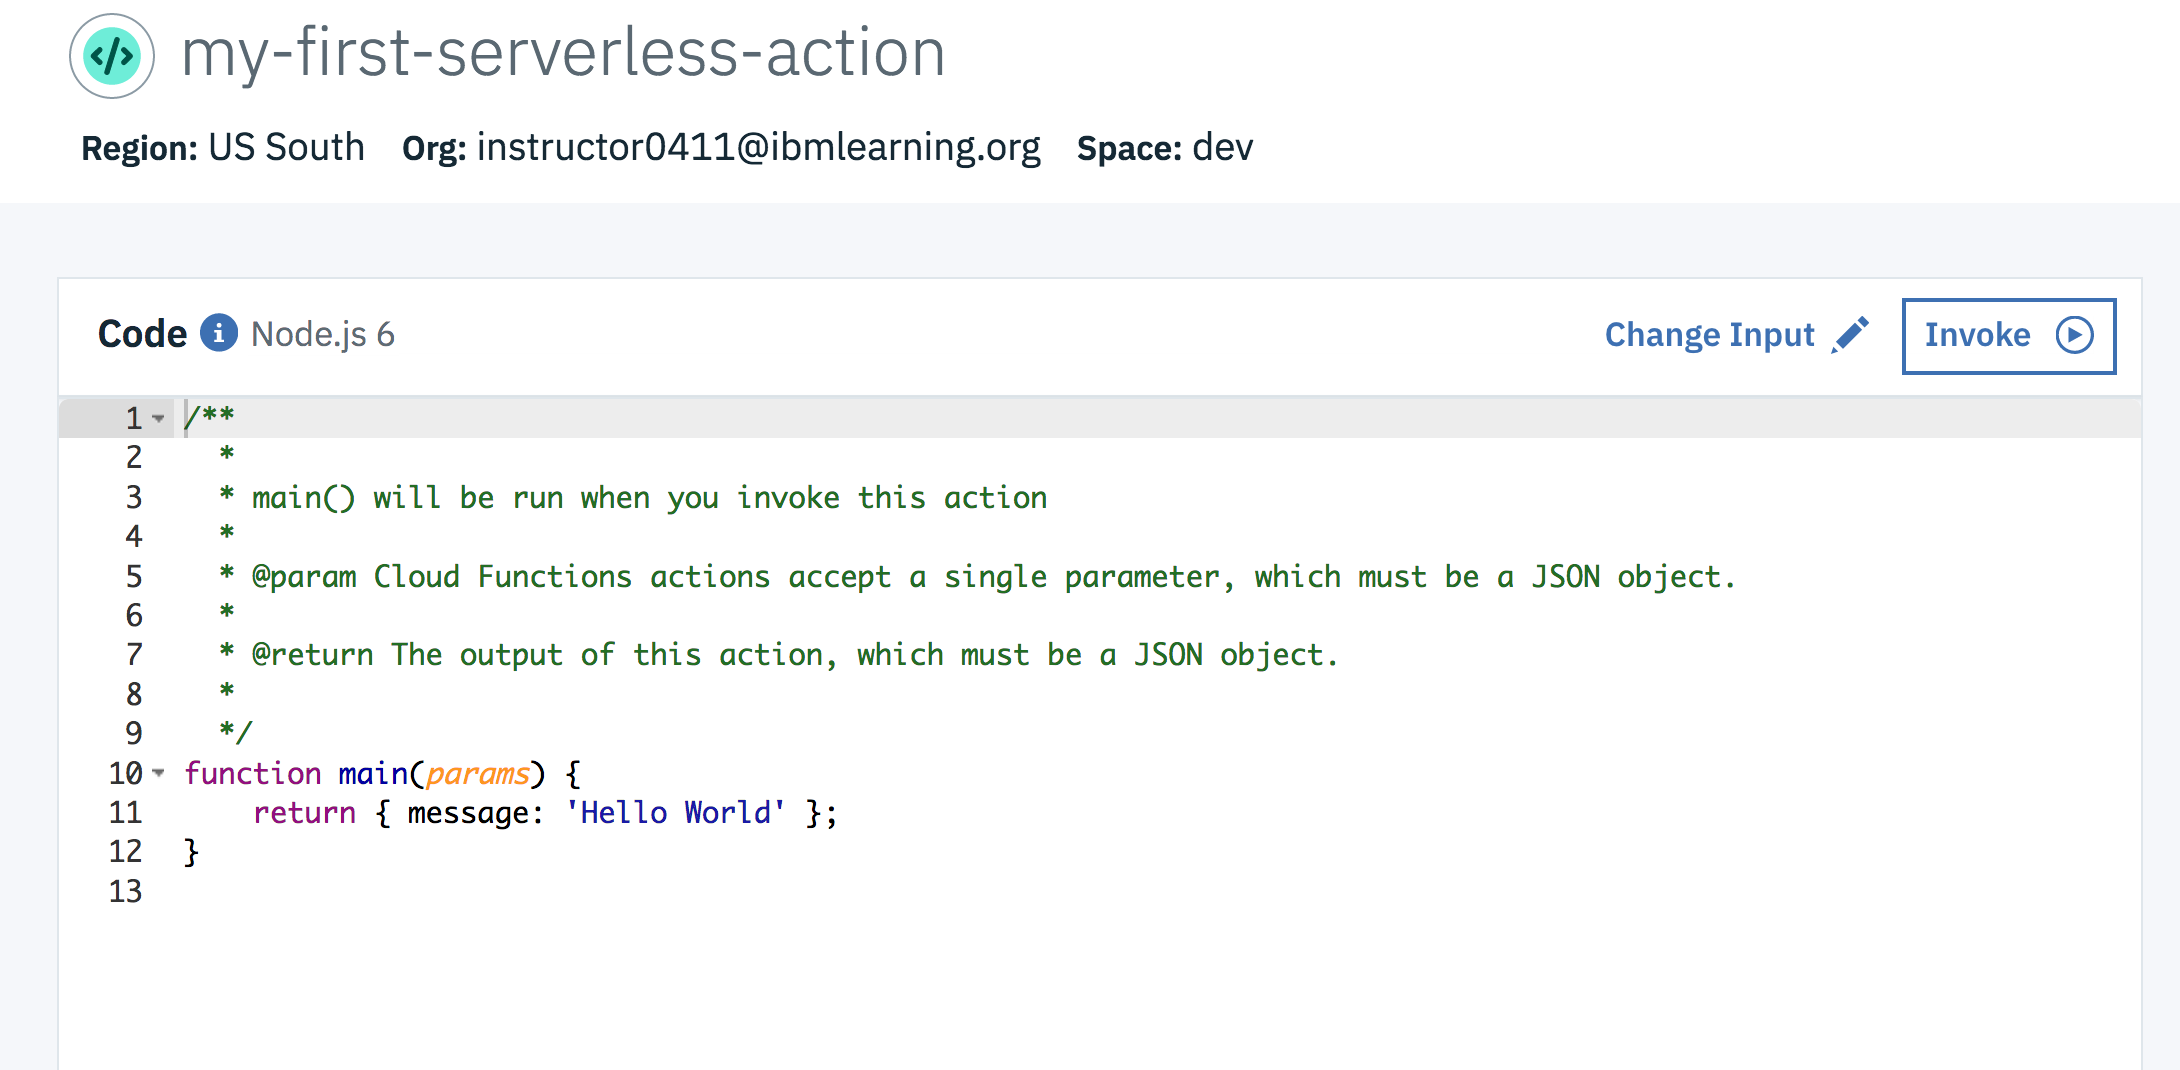 </> my-first-serverless-action
Region: US South Org: instructor0411@ibmlearning.org Space: dev
Code i Node.js 6 Change Input Invoke
1 /**
2 *
3 * main() will be run when you invoke this action
4 *
5 * @param Cloud Functions actions accept a single parameter, which must be a JSON object.
6 *
7 * @return The output of this action, which must be a JSON object.
8 *
9 */
10 function main(params) {
11 return { message: 'Hello World' };
12 }
13